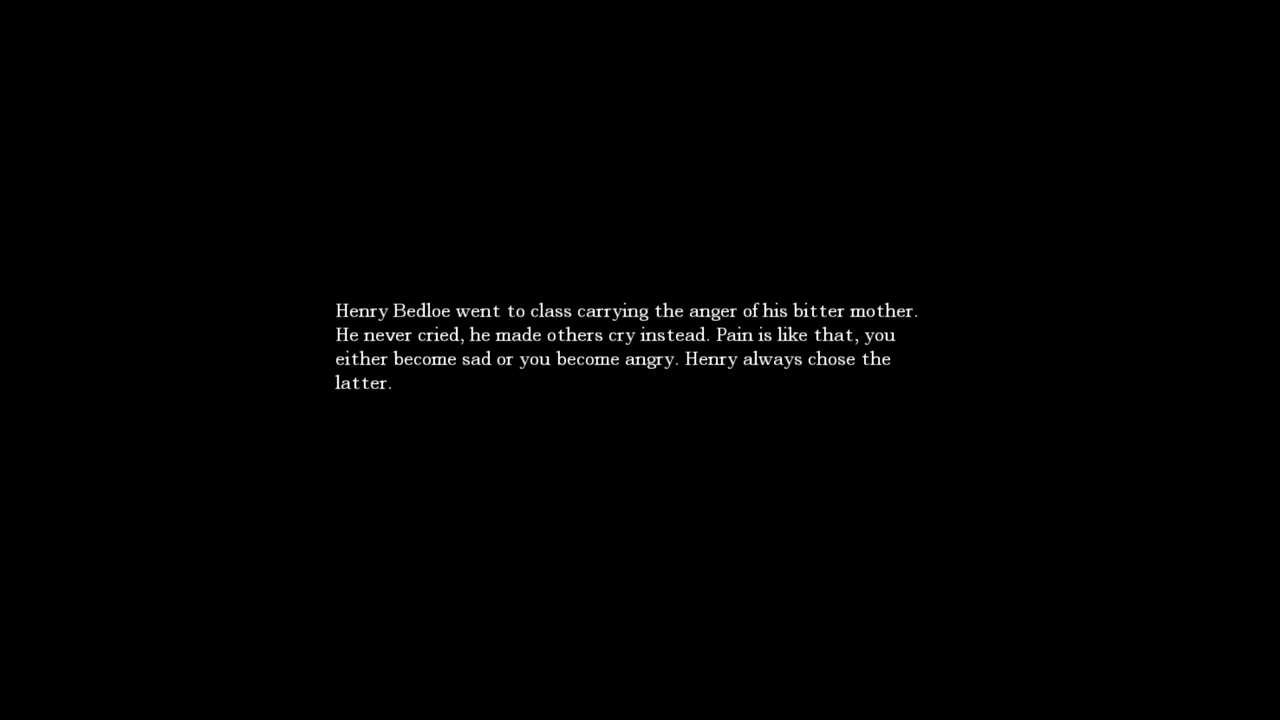 Henry Bedloe went to class carrying the anger of his bitter mother.
He never cried, he made others cry instead. Pain is like that, you
either become sad or you become angry. Henry always chose the
latter.